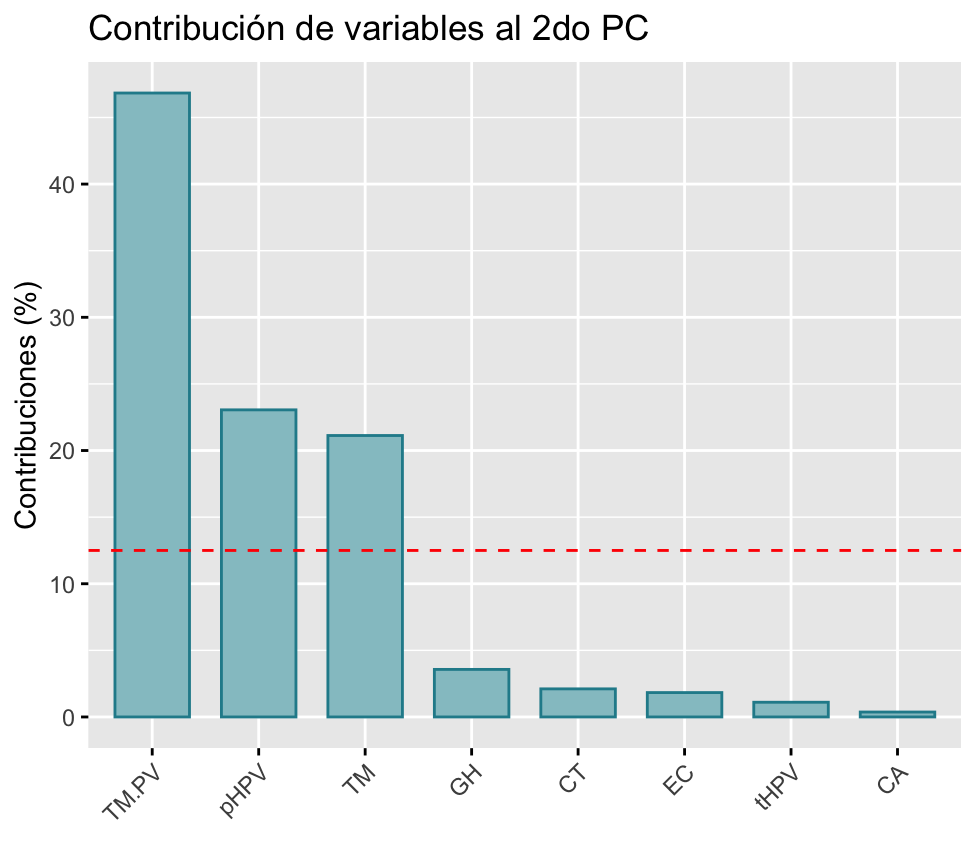 Contribución de variables al 2do PC
Contribuciones (%)
40
30
20
10
0
TM.PV
pHPV
TM
GH
CT
EC
tHPV
CA